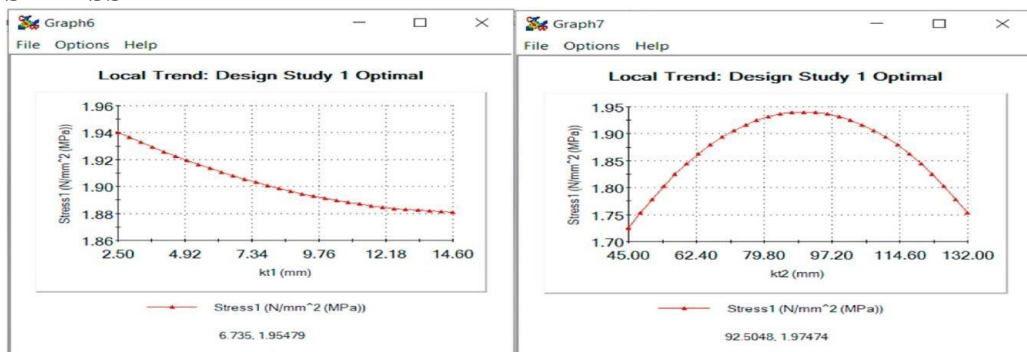 Graph6
File Options Help
Local Trend: Design Study 1 Optimal
Stress1 (N/mm^2 (MPa))
1.96
1.94
1.92
1.90
1.88
1.86
2.50 4.92 7.34 9.76 12.18 14.60
kt1 (mm)
Stress1 (N/mm^2 (MPa))
6.735, 1.95479
Graph7
File Options Help
Local Trend: Design Study 1 Optimal
Stress1 (N/mm^2 (MPa))
1.95
1.90
1.85
1.80
1.75
1.70
45.00 62.40 79.80 97.20 114.60 132.00
kt2 (mm)
Stress1 (N/mm^2 (MPa))
92.5048, 1.97474